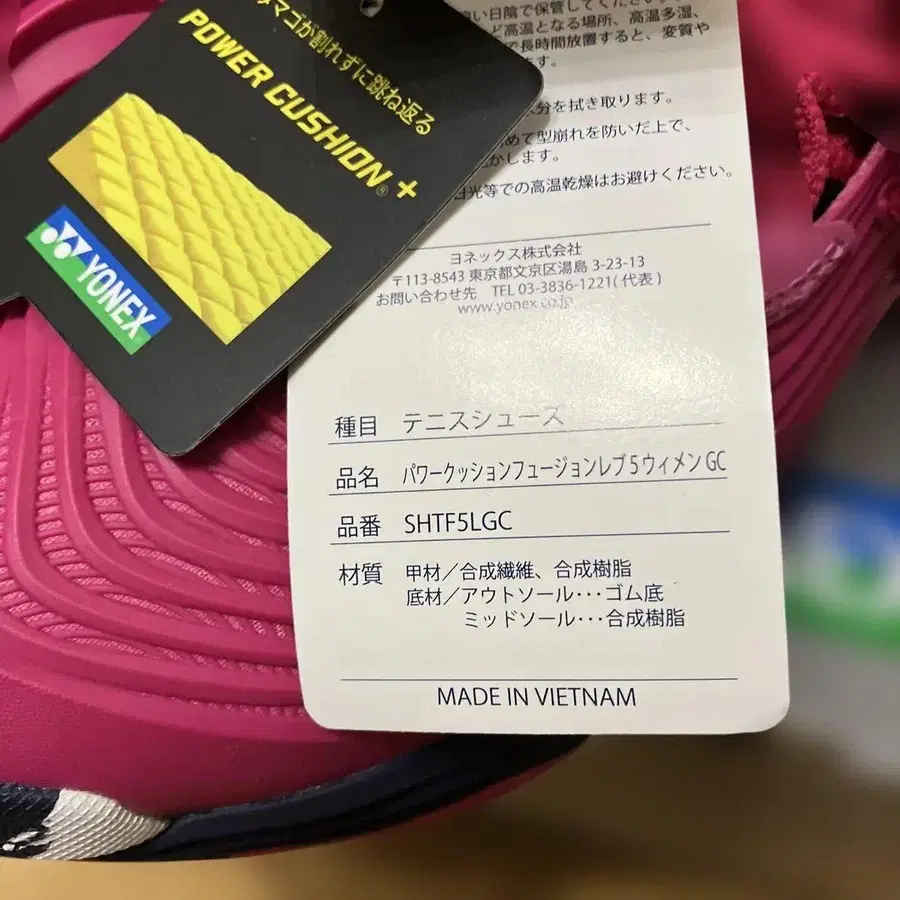 タマゴが割れずに跳ね返る
POWER CUSHION®+
YONEX
日陰で保管してください。
ど高温となる場所、高温多湿、
で長時間放置すると、変質や
ます。
水分を拭き取ります。
めて型崩れを防いだ上で、
かします。
日光等での高温乾燥はお避けください。
ヨネックス株式会社
〒113-8543 東京都文京区湯島 3-23-13
お問い合わせ先 TEL 03-3836-1221(代表)
www.yonex.co.jp
種目 テニスシューズ
品名 パワークッションフュージョンレブ5ウィメンGC
品番 SHTF5LGC
材質 甲材/合成繊維、合成樹脂
底材/アウトソール･･･ゴム底
ミッドソール･･･合成樹脂
MADE IN VIETNAM